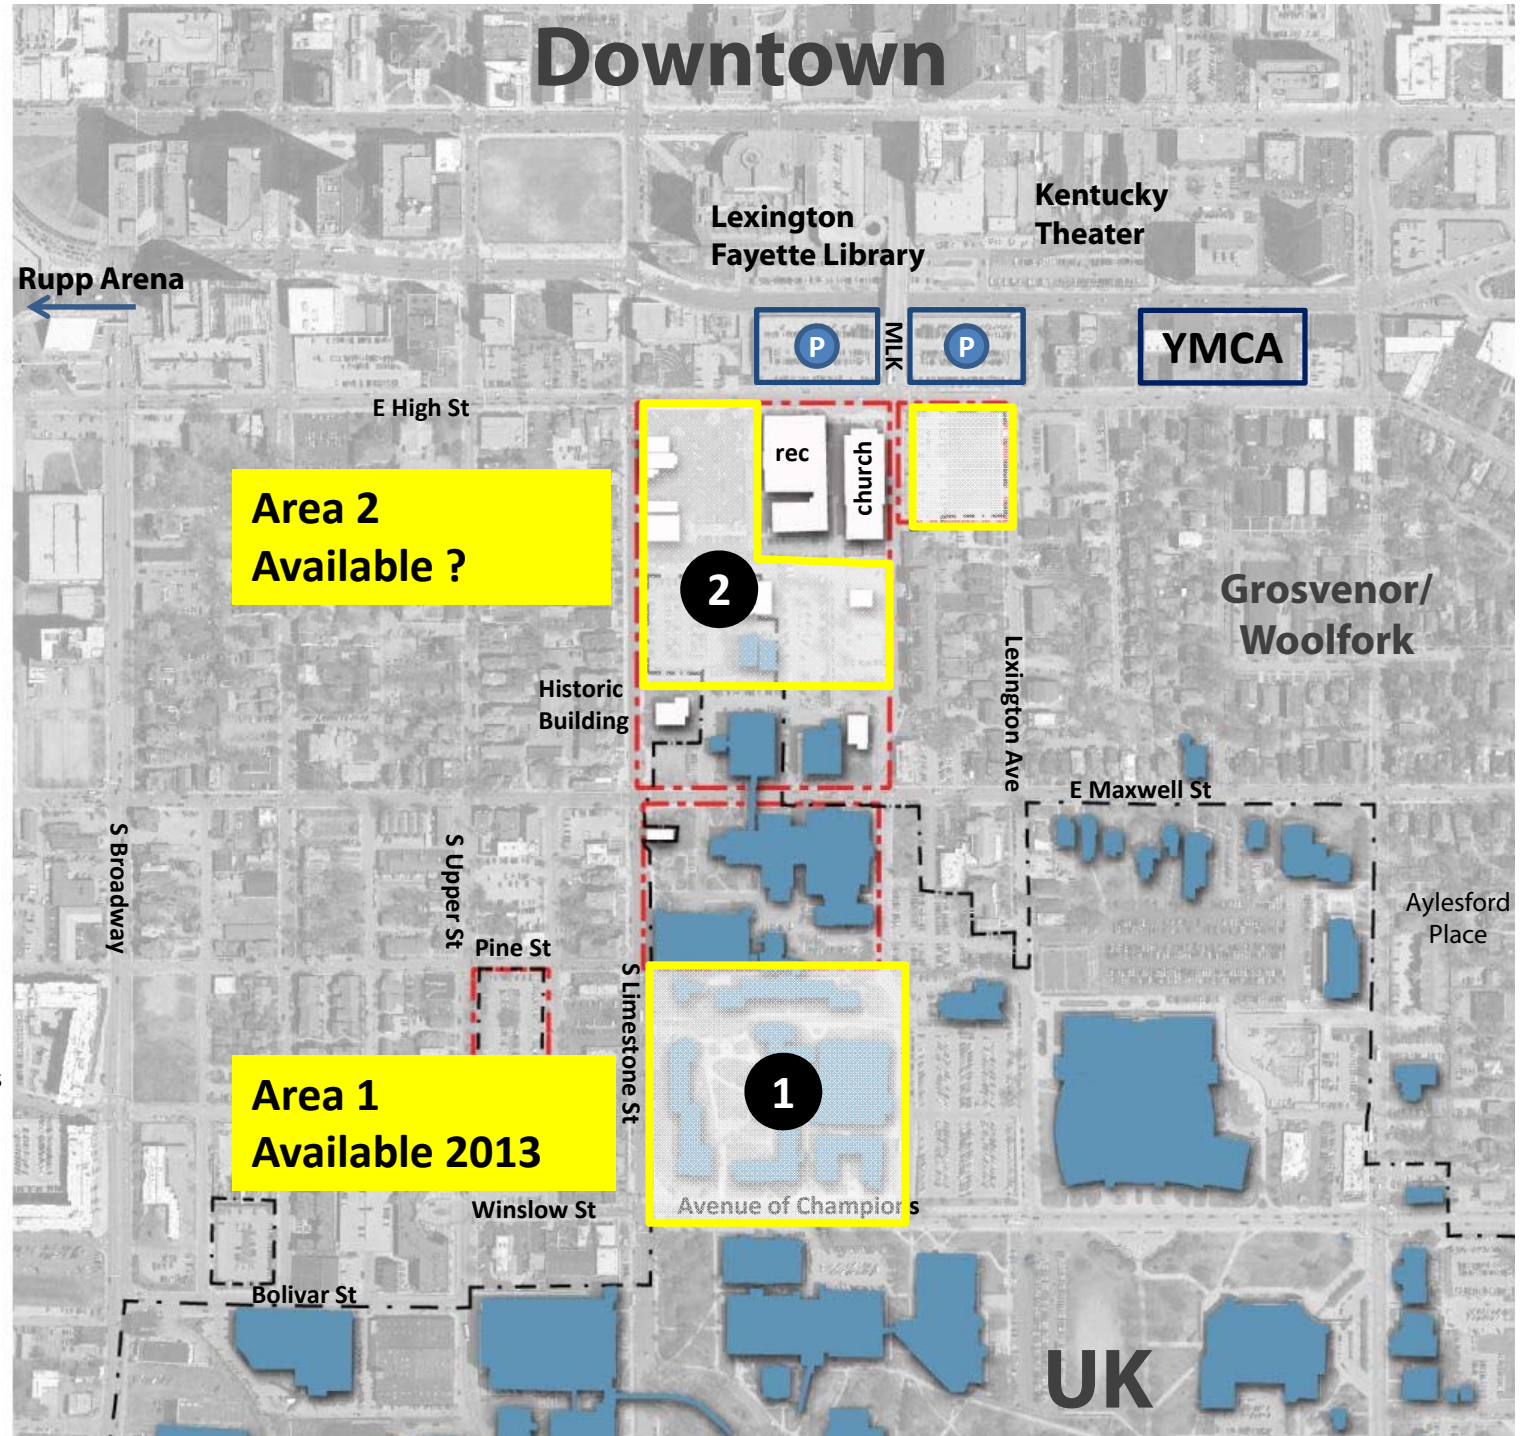 Downtown
Kentucky
Theater
Lexington
Fayette Library
Rupp Arena
P
MLK
P
YMCA
E High St
rec
church
Area 2
Available ?
2
Grosvenor/
Woolfork
Lexington Ave
Historic
Building
E Maxwell St
S Broadway
S Upper St
Aylesford
Place
Pine St
S Limestone St
Area 1
Available 2013
1
Avenue of Champions
Winslow St
Bolivar St
UK